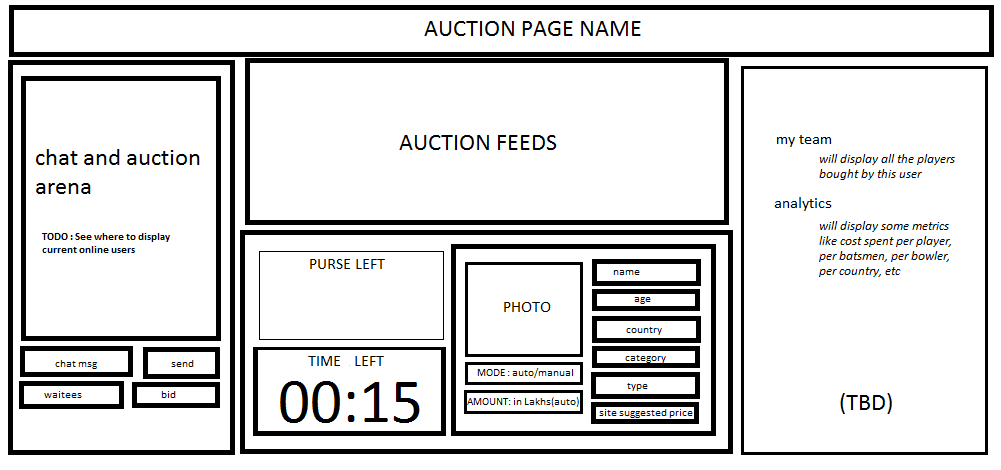 AUCTION PAGE NAME
chat and auction
arena
TODO : See where to display
current online users
chat msg
send
waitees
bid
AUCTION FEEDS
PURSE LEFT
TIME LEFT
00:15
PHOTO
MODE : auto/manual
AMOUNT: in Lakhs(auto)
name
age
country
category
type
site suggested price
my team
will display all the players
bought by this user
analytics
will display some metrics
like cost spent per player,
per batsmen, per bowler,
per country, etc
(TBD)